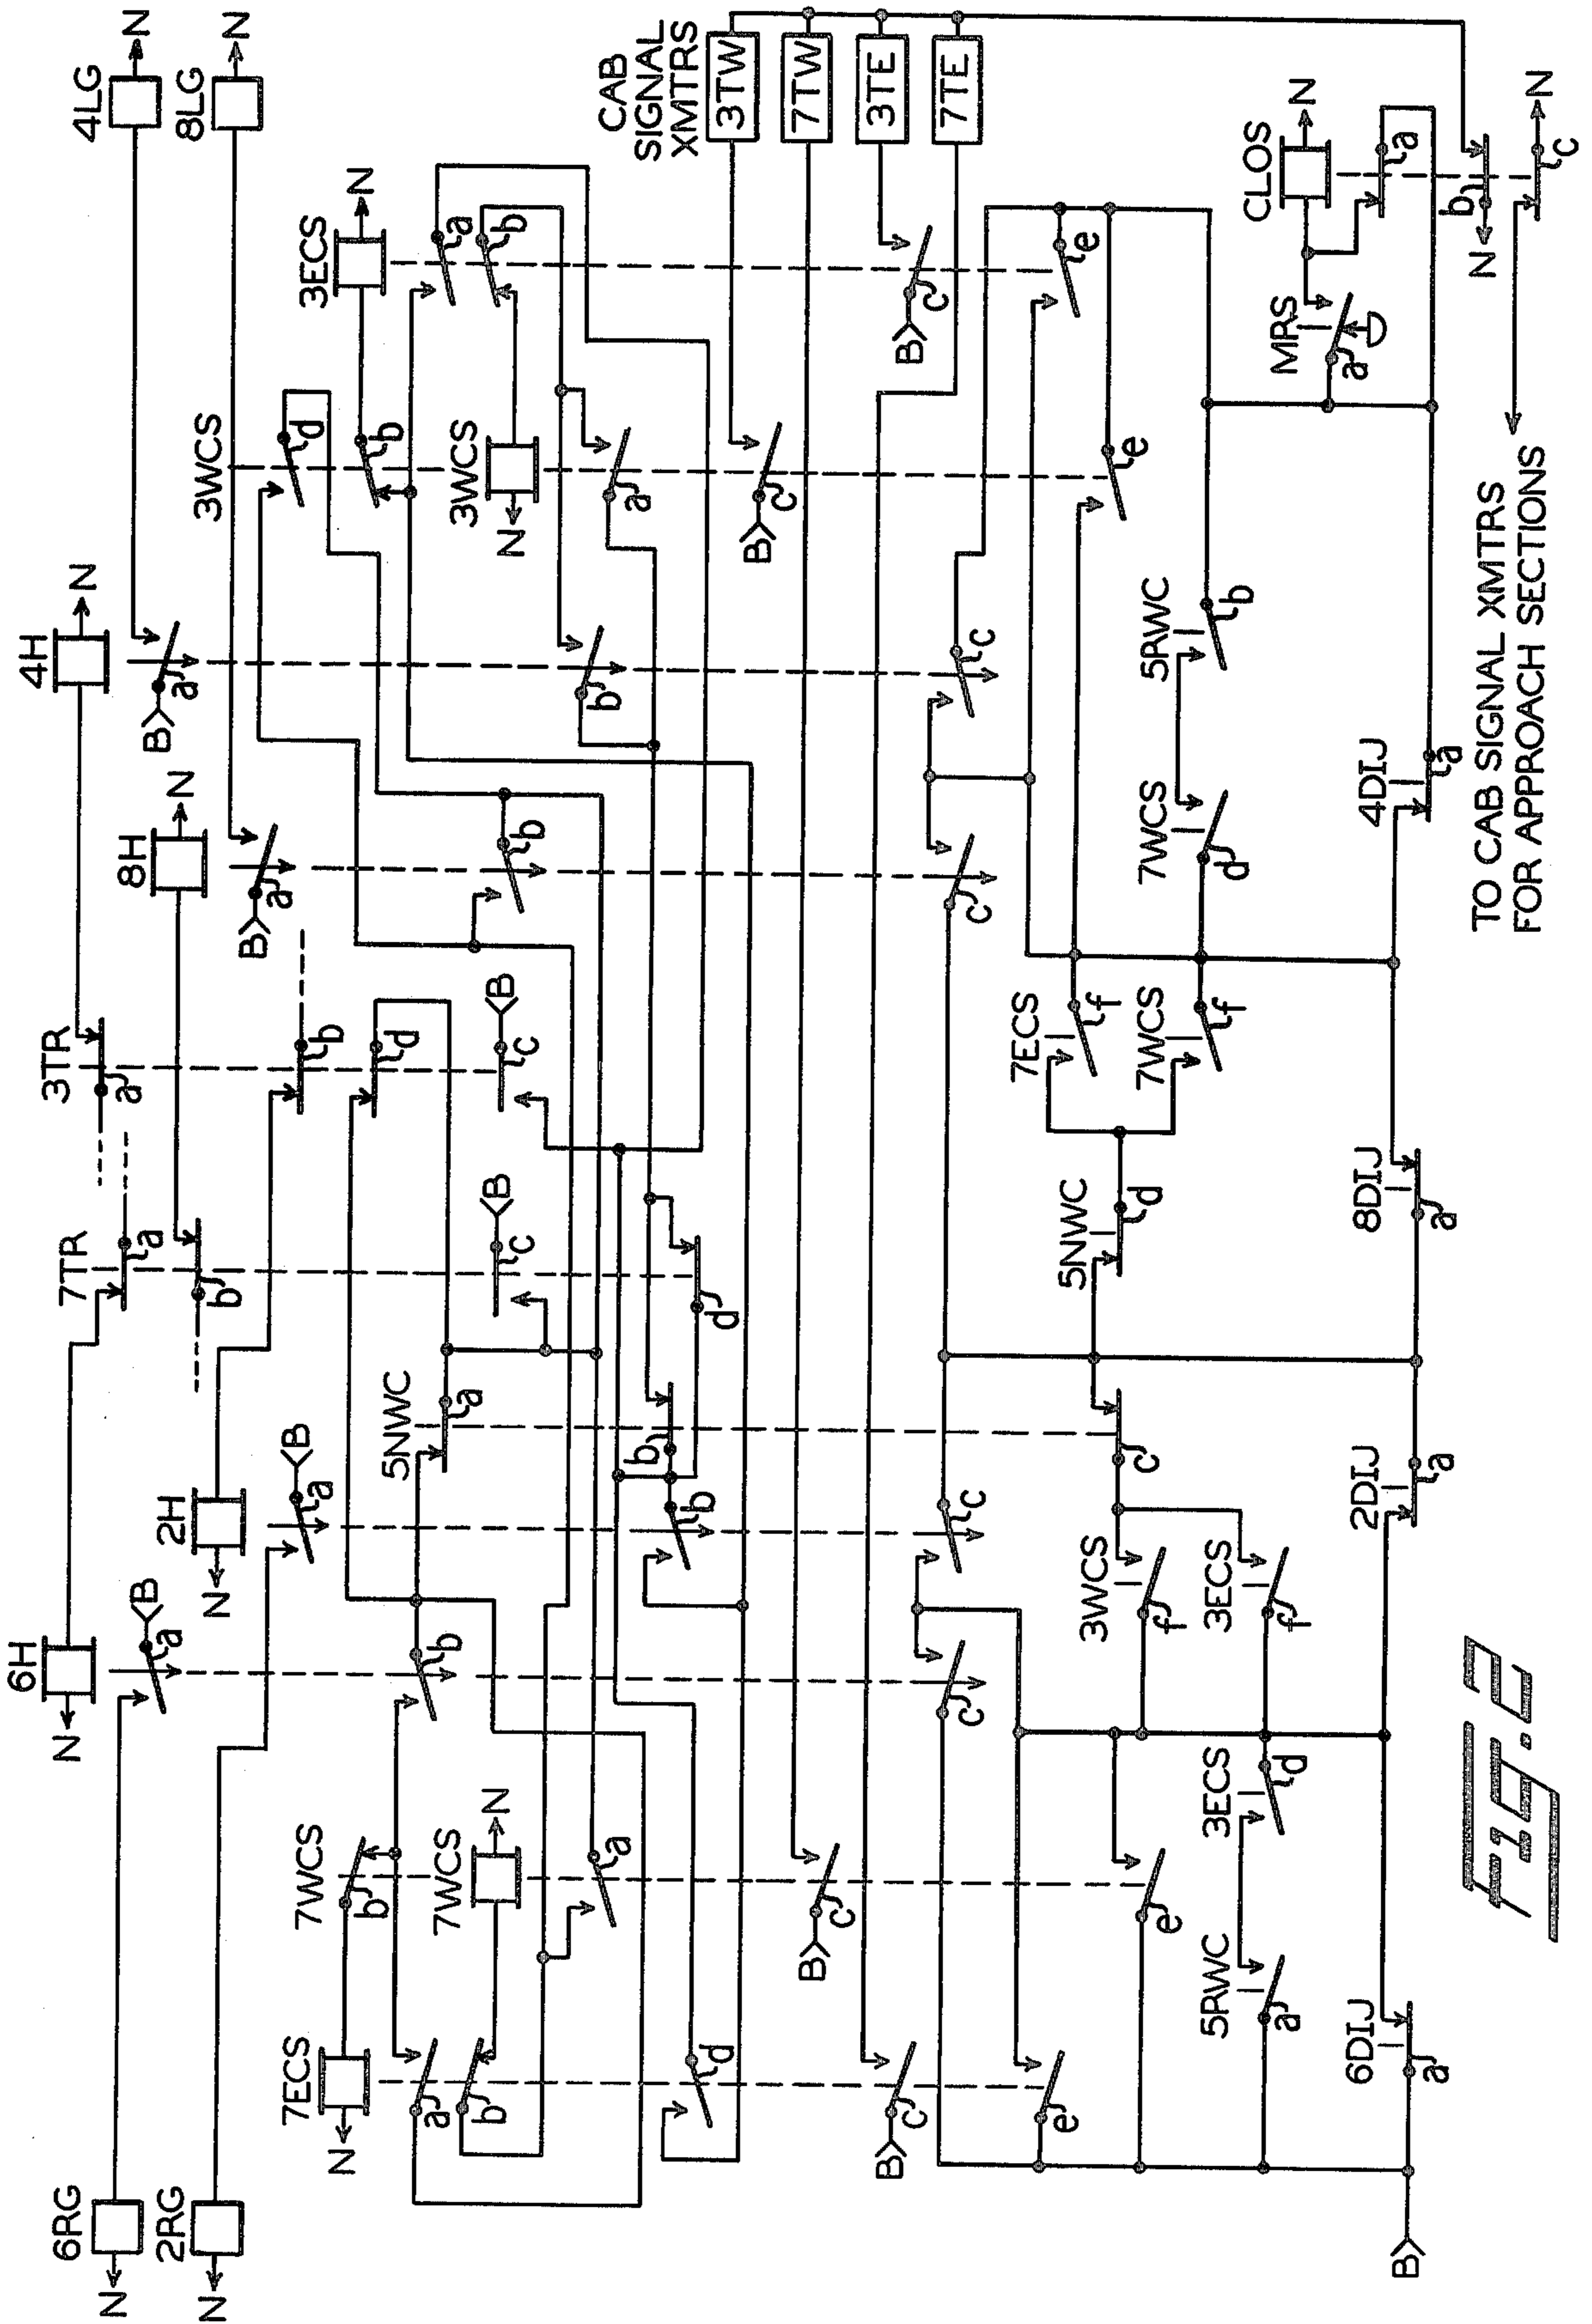 6H
4H
N
N
6RG
7TR
3TR
4LG
B
a
a
a
B
a
N
N
2RG
2H
8H
8LG
N
b
N
a
B
a
B
N
N
N
7ECS
7WCS
b
3WCS
d
3ECS
N
b
b
N
7WCS
N
b
5NWC
a
d
a
a
b
b
3WCS
N
c
B
c
B
b
a
b
a
b
b
d
a
d
CAB
SIGNAL
XMTRS
3TW
7TW
3TE
7TE
B
c
B
c
B
c
B
c
c
c
c
c
e
e
e
e
7ECS
f
7WCS
f
5NWC
d
c
3WCS
f
3ECS
f
3ECS
d
5RWC
a
7WCS
d
5RWC
b
MRS
a
CLOS
N
a
b
N
c
N
B
6DIJ
a
2DIJ
a
8DIJ
a
4DIJ
a
TO CAB SIGNAL XMTRS
FOR APPROACH SECTIONS
FIG. 2